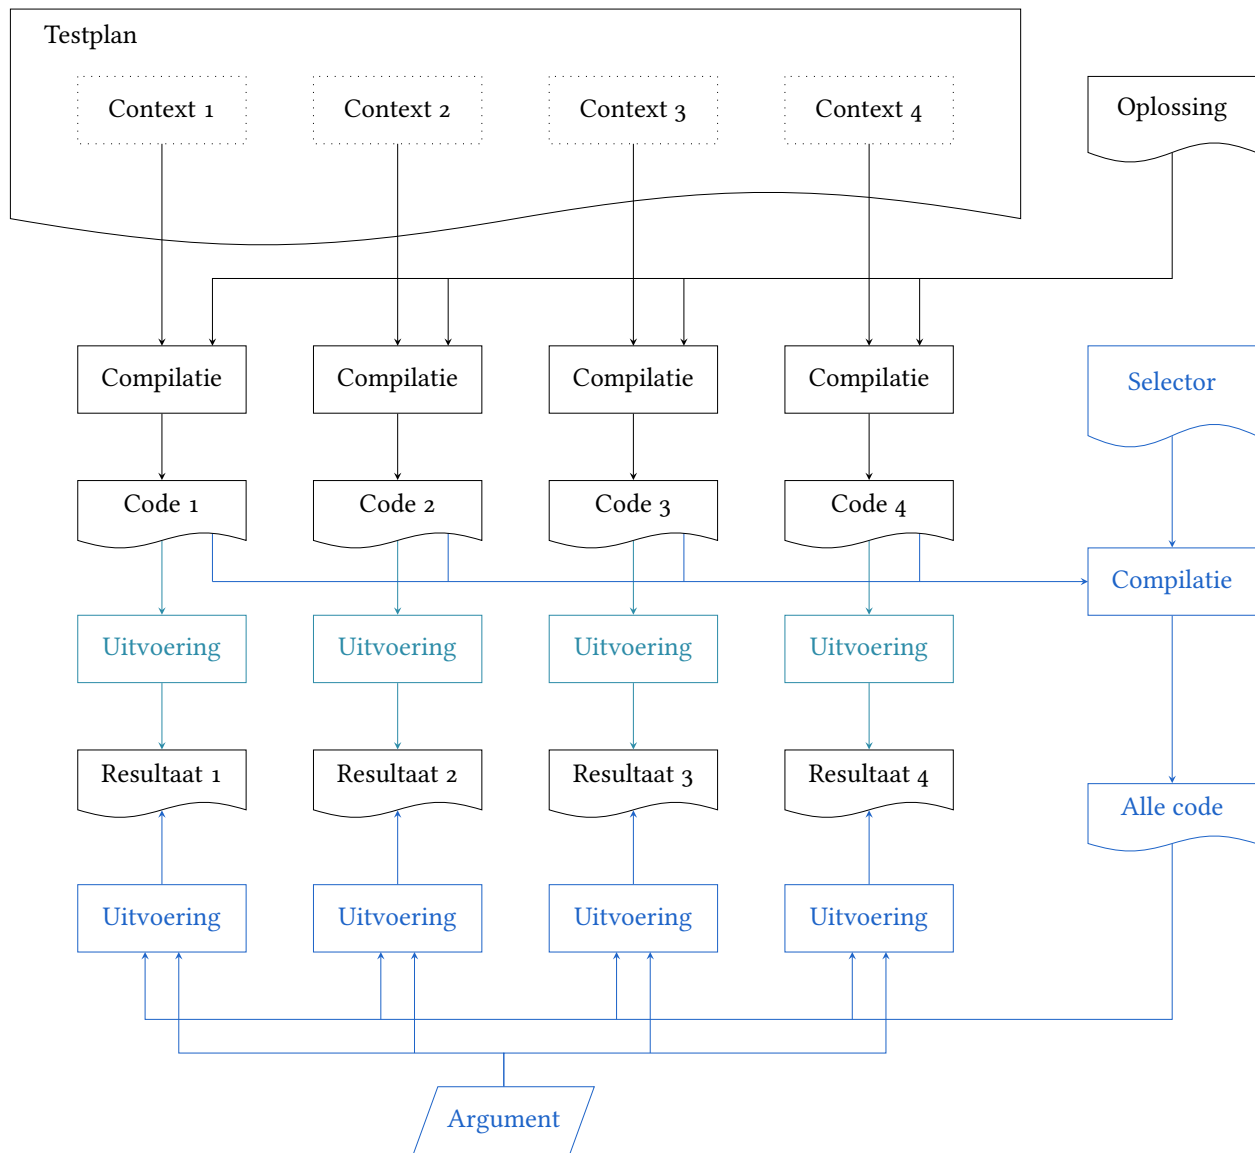 Testplan
Context 1
Context 2
Context 3
Context 4
Oplossing
Compilatie
Compilatie
Compilatie
Compilatie
Selector
Code 1
Code 2
Code 3
Code 4
Compilatie
Uitvoering
Uitvoering
Uitvoering
Uitvoering
Resultaat 1
Resultaat 2
Resultaat 3
Resultaat 4
Alle code
Uitvoering
Uitvoering
Uitvoering
Uitvoering
Argument